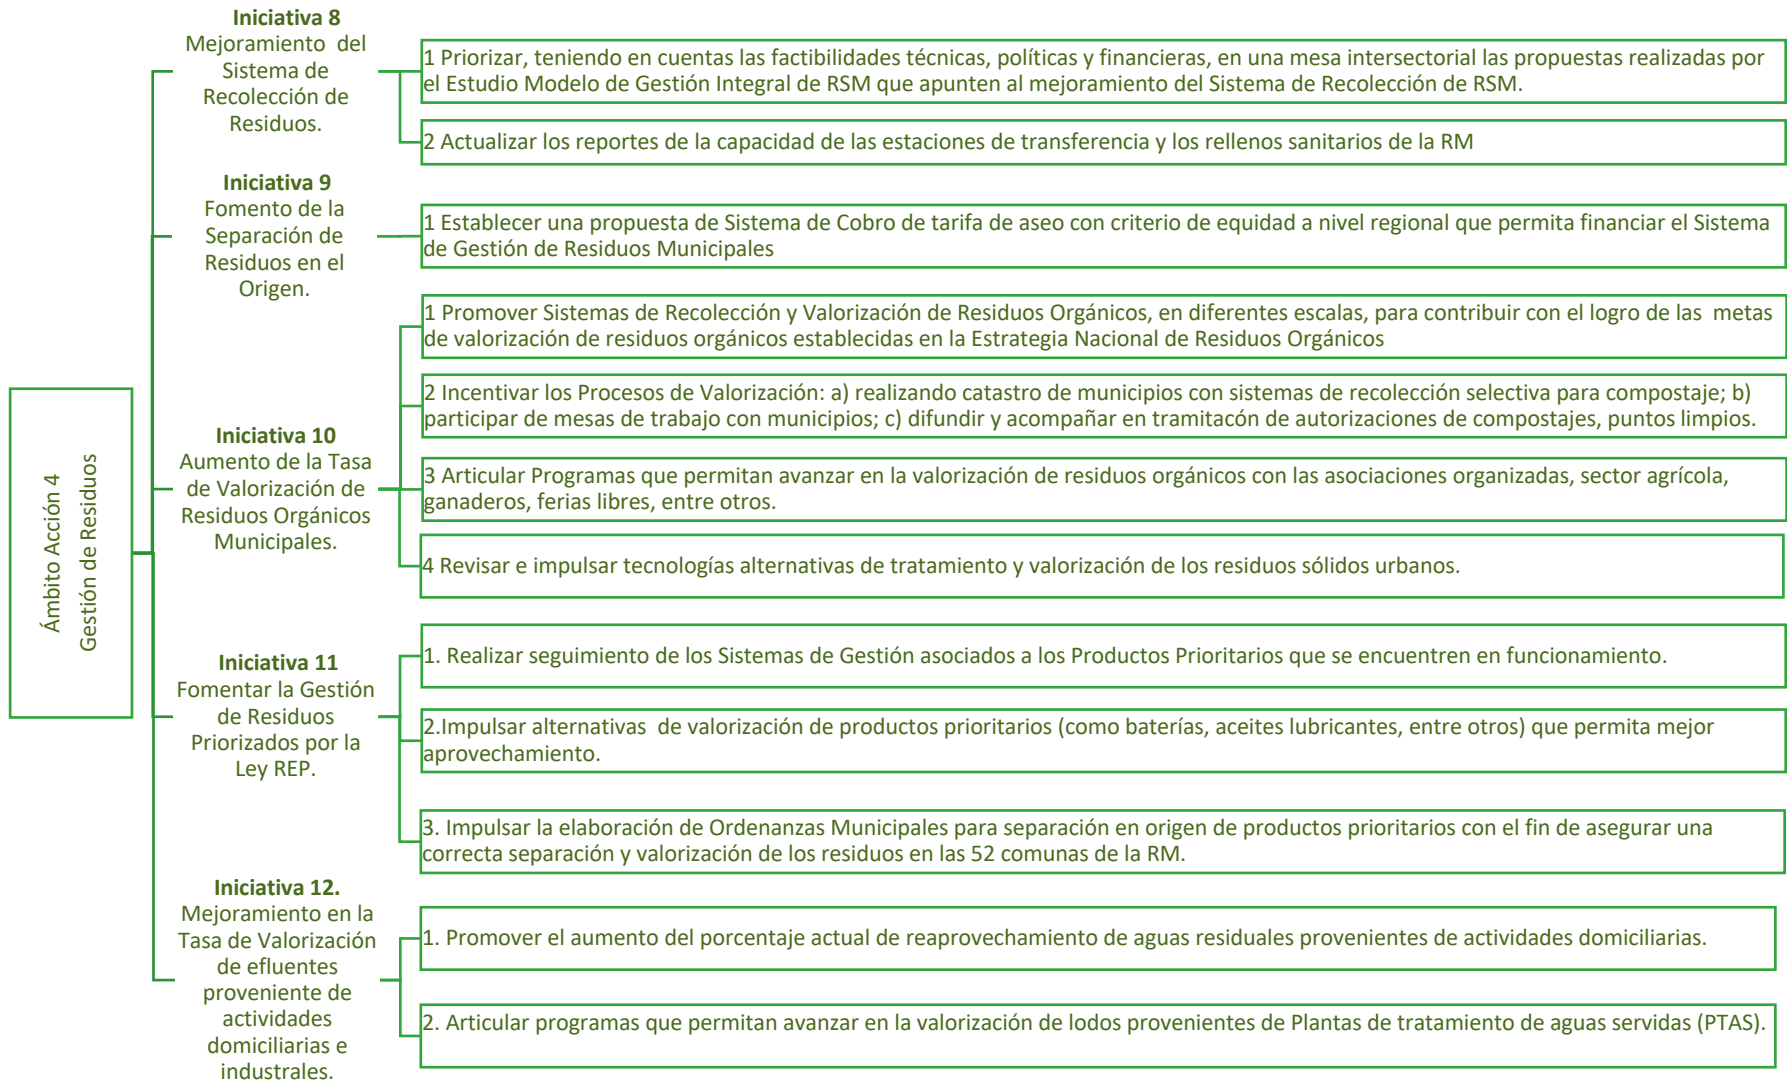 Ámbito Acción 4
Gestión de Residuos
Iniciativa 8
Mejoramiento  del
Sistema de
Recolección de
Residuos.
1 Priorizar, teniendo en cuentas las factibilidades técnicas, políticas y financieras, en una mesa intersectorial las propuestas realizadas por
el Estudio Modelo de Gestión Integral de RSM que apunten al mejoramiento del Sistema de Recolección de RSM.
2 Actualizar los reportes de la capacidad de las estaciones de transferencia y los rellenos sanitarios de la RM
Iniciativa 9
Fomento de la
Separación de
Residuos en el
Origen.
1 Establecer una propuesta de Sistema de Cobro de tarifa de aseo con criterio de equidad a nivel regional que permita financiar el Sistema
de Gestión de Residuos Municipales
Iniciativa 10
Aumento de la Tasa
de Valorización de
Residuos Orgánicos
Municipales.
1 Promover Sistemas de Recolección y Valorización de Residuos Orgánicos, en diferentes escalas, para contribuir con el logro de las  metas
de valorización de residuos orgánicos establecidas en la Estrategia Nacional de Residuos Orgánicos
2 Incentivar los Procesos de Valorización: a) realizando catastro de municipios con sistemas de recolección selectiva para compostaje; b)
participar de mesas de trabajo con municipios; c) difundir y acompañar en tramitacón de autorizaciones de compostajes, puntos limpios.
3 Articular Programas que permitan avanzar en la valorización de residuos orgánicos con las asociaciones organizadas, sector agrícola,
ganaderos, ferias libres, entre otros.
4 Revisar e impulsar tecnologías alternativas de tratamiento y valorización de los residuos sólidos urbanos.
Iniciativa 11
Fomentar la Gestión
de Residuos
Priorizados por la
Ley REP.
1. Realizar seguimiento de los Sistemas de Gestión asociados a los Productos Prioritarios que se encuentren en funcionamiento.
2.Impulsar alternativas  de valorización de productos prioritarios (como baterías, aceites lubricantes, entre otros) que permita mejor
aprovechamiento.
3. Impulsar la elaboración de Ordenanzas Municipales para separación en origen de productos prioritarios con el fin de asegurar una
correcta separación y valorización de los residuos en las 52 comunas de la RM.
Iniciativa 12.
Mejoramiento en la
Tasa de Valorización
de efluentes
proveniente de
actividades
domiciliarias e
industrales.
1. Promover el aumento del porcentaje actual de reaprovechamiento de aguas residuales provenientes de actividades domiciliarias.
2. Articular programas que permitan avanzar en la valorización de lodos provenientes de Plantas de tratamiento de aguas servidas (PTAS).